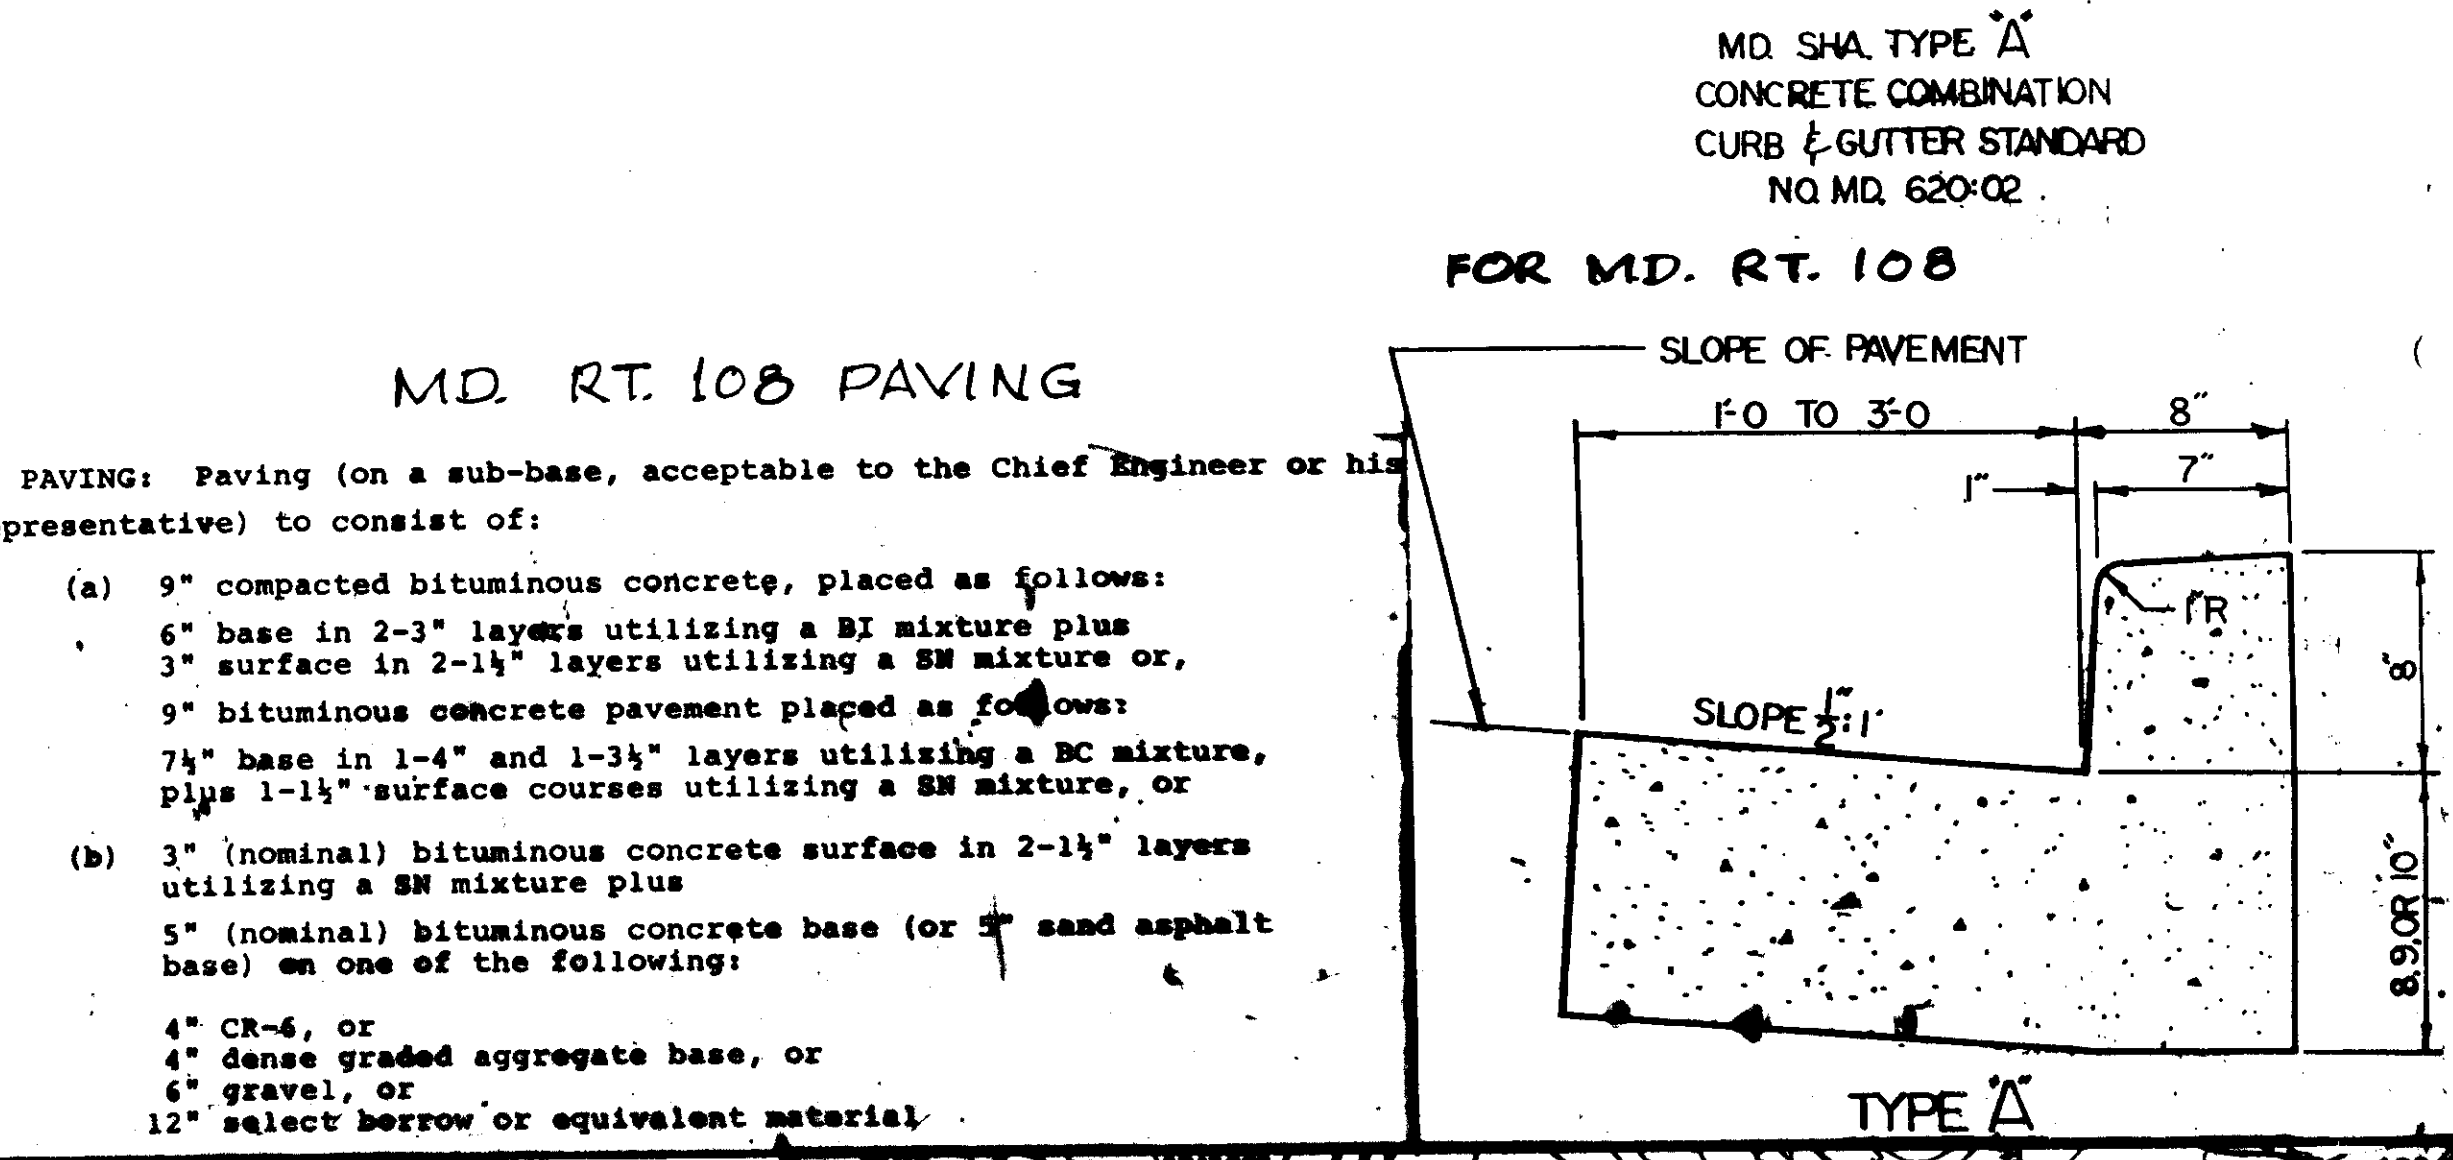 MD. SHA. TYPE "A"
CONCRETE COMBINATION
CURB & GUTTER STANDARD
NO. MD. 620:02
FOR MD. RT. 108
MD. RT. 108 PAVING
PAVING: Paving (on a sub-base, acceptable to the Chief Engineer or his
presentative) to consist of:
(a) 9" compacted bituminous concrete, placed as follows:
6" base in 2-3" layers utilizing a BI mixture plus
3" surface in 2-1½" layers utilizing a SN mixture or,
9" bituminous concrete pavement placed as follows:
7½" base in 1-4" and 1-3½" layers utilizing a BC mixture,
plus 1-1½" surface courses utilizing a SN mixture, or
(b) 3" (nominal) bituminous concrete surface in 2-1½" layers
utilizing a SN mixture plus
5" (nominal) bituminous concrete base (or 5" sand asphalt
base) on one of the following:
4" CR-6, or
4" dense graded aggregate base, or
6" gravel, or
12" select borrow or equivalent material
SLOPE OF PAVEMENT
1'-0 TO 3'-0
8"
7"
1"
1"R
8"
SLOPE 1/2":1'
8,9,OR 10"
TYPE "A"